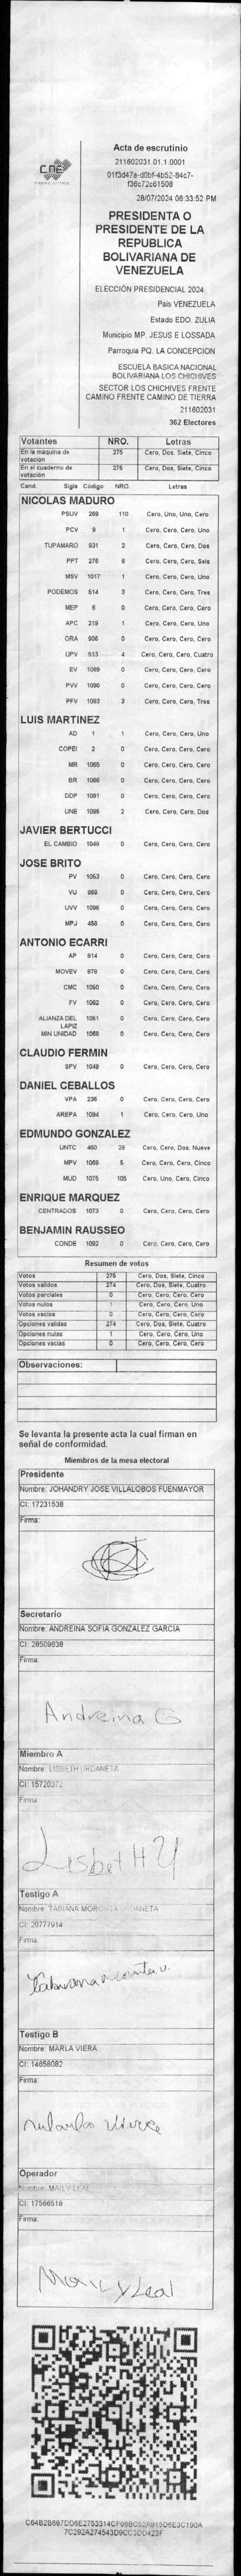 CNE
Acta de escrutinio
211602031.01.1.0001
01f3d47a-d0bf-4b52-84c7-
f36c72c61508
28/07/2024 06:33:52 PM
PRESIDENTA O
PRESIDENTE DE LA
REPUBLICA
BOLIVARIANA DE
VENEZUELA
ELECCIÓN PRESIDENCIAL 2024
Pais VENEZUELA
Estado EDO. ZULIA
Municipio MP. JESUS E LOSSADA
Parroquia PQ. LA CONCEPCION
ESCUELA BASICA NACIONAL
BOLIVARIANA LOS CHICHIVES
SECTOR LOS CHICHIVES FRENTE
CAMINO FRENTE CAMINO DE TIERRA
211602031
362 Electores
Votantes NRO. Letras
En la máquina de votación 275 Cero, Dos, Siete, Cinco
En el cuaderno de votación 275 Cero, Dos, Siete, Cinco
Cand. Sigla Codigo NRO. Letras
NICOLAS MADURO
PSUV 269 110 Cero, Uno, Uno, Cero
PCV 9 1 Cero, Cero, Cero, Uno
TUPAMARO 931 2 Cero, Cero, Cero, Dos
PPT 276 6 Cero, Cero, Cero, Seis
MSV 1017 1 Cero, Cero, Cero, Uno
PODEMOS 514 3 Cero, Cero, Cero, Tres
MEP 6 0 Cero, Cero, Cero, Cero
APC 219 1 Cero, Cero, Cero, Uno
ORA 906 0 Cero, Cero, Cero, Cero
UPV 513 4 Cero, Cero, Cero, Cuatro
EV 1089 0 Cero, Cero, Cero, Cero
PVV 1090 0 Cero, Cero, Cero, Cero
PFV 1093 3 Cero, Cero, Cero, Tres
LUIS MARTINEZ
AD 1 1 Cero, Cero, Cero, Uno
COPEI 2 0 Cero, Cero, Cero, Cero
MR 1065 0 Cero, Cero, Cero, Cero
BR 1066 0 Cero, Cero, Cero, Cero
DDP 1091 0 Cero, Cero, Cero, Cero
UNE 1095 2 Cero, Cero, Cero, Dos
JAVIER BERTUCCI
EL CAMBIO 1048 0 Cero, Cero, Cero, Cero
JOSE BRITO
PV 1053 0 Cero, Cero, Cero, Cero
VU 868 0 Cero, Cero, Cero, Cero
UVV 1096 0 Cero, Cero, Cero, Cero
MPJ 458 0 Cero, Cero, Cero, Cero
ANTONIO ECARRI
AP 814 0 Cero, Cero, Cero, Cero
MOVEV 879 0 Cero, Cero, Cero, Cero
CMC 1050 0 Cero, Cero, Cero, Cero
FV 1062 0 Cero, Cero, Cero, Cero
ALIANZA DEL LAPIZ 1061 0 Cero, Cero, Cero, Cero
MIN UNIDAD 1058 0 Cero, Cero, Cero, Cero
CLAUDIO FERMIN
SPV 1049 0 Cero, Cero, Cero, Cero
DANIEL CEBALLOS
VPA 236 0 Cero, Cero, Cero, Cero
AREPA 1094 1 Cero, Cero, Cero, Uno
EDMUNDO GONZALEZ
UNTC 460 29 Cero, Cero, Dos, Nueve
MPV 1069 5 Cero, Cero, Cero, Cinco
MUD 1075 105 Cero, Uno, Cero, Cinco
ENRIQUE MARQUEZ
CENTRADOS 1073 0 Cero, Cero, Cero, Cero
BENJAMIN RAUSSEO
CONDE 1092 0 Cero, Cero, Cero, Cero
Resumen de votos
Votos 275 Cero, Dos, Siete, Cinco
Votos validos 274 Cero, Dos, Siete, Cuatro
Votos parciales 0 Cero, Cero, Cero, Cero
Votos nulos 1 Cero, Cero, Cero, Uno
Votos vacios 0 Cero, Cero, Cero, Cero
Opciones validas 274 Cero, Dos, Siete, Cuatro
Opciones nulas 1 Cero, Cero, Cero, Uno
Opciones vacias 0 Cero, Cero, Cero, Cero
Observaciones:
Se levanta la presente acta la cual firman en
señal de conformidad.
Miembros de la mesa electoral
Presidente
Nombre: JOHANDRY JOSE VILLALOBOS FUENMAYOR
CI: 17231538
Firma:
Secretario
Nombre: ANDREINA SOFIA GONZALEZ GARCIA
CI: 28509638
Firma:
Andreina G
Miembro A
Nombre: LISBETH URDANETA
CI: 15720372
Firma:
Lisbet H U
Testigo A
Nombre: TABIANA URDANETA
CI: 20777914
Firma:
Testigo B
Nombre: MARLA VIERA
CI: 14658082
Firma:
Operador
Nombre: MAILY LEAL
CI: 17566518
Firma:
Maily Leal